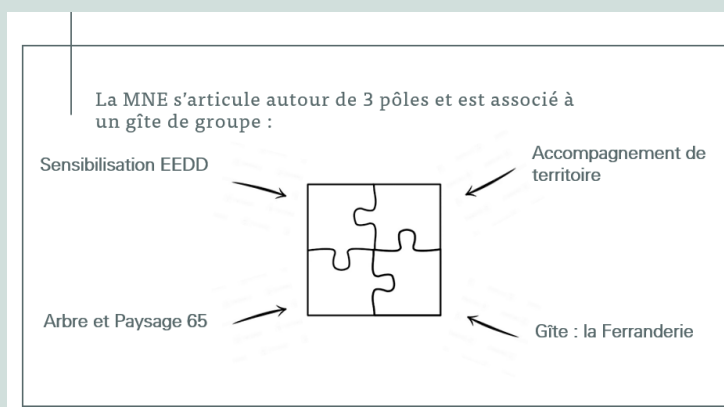 La MNE s’articule autour de 3 pôles et est associé à
un gîte de groupe :
Sensibilisation EEDD
Accompagnement de
territoire
Arbre et Paysage 65
Gîte : la Ferranderie